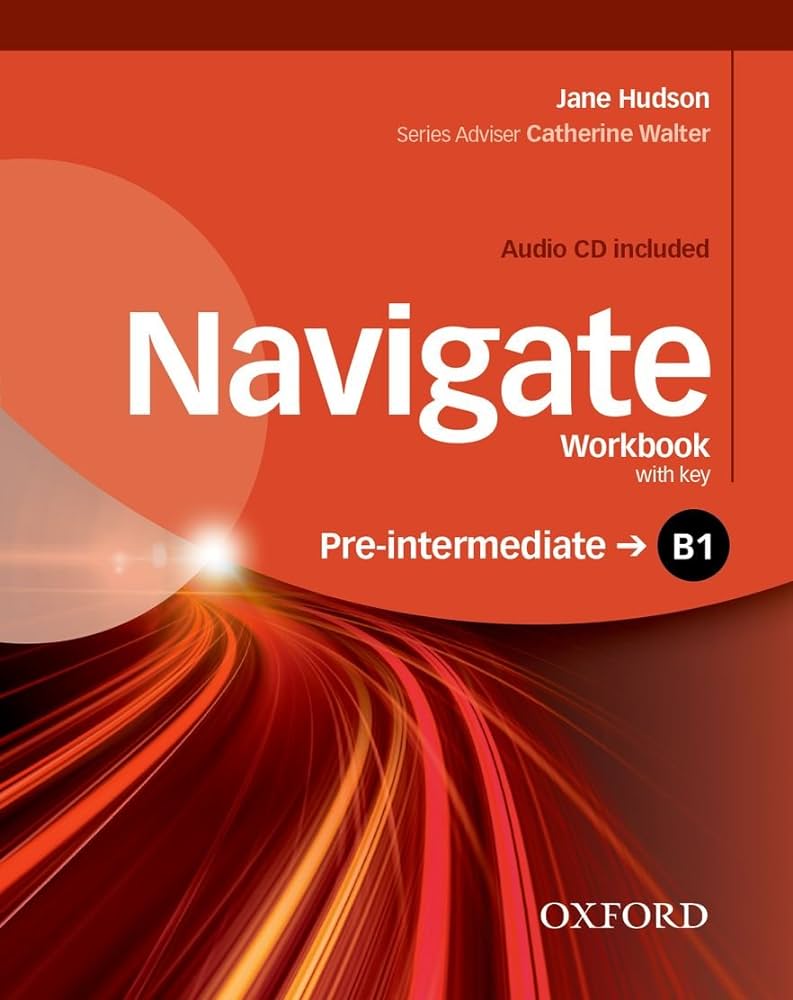 Jane Hudson
Series Adviser Catherine Walter
Audio CD included
Navigate
Workbook
with key
Pre-intermediate → B1
OXFORD